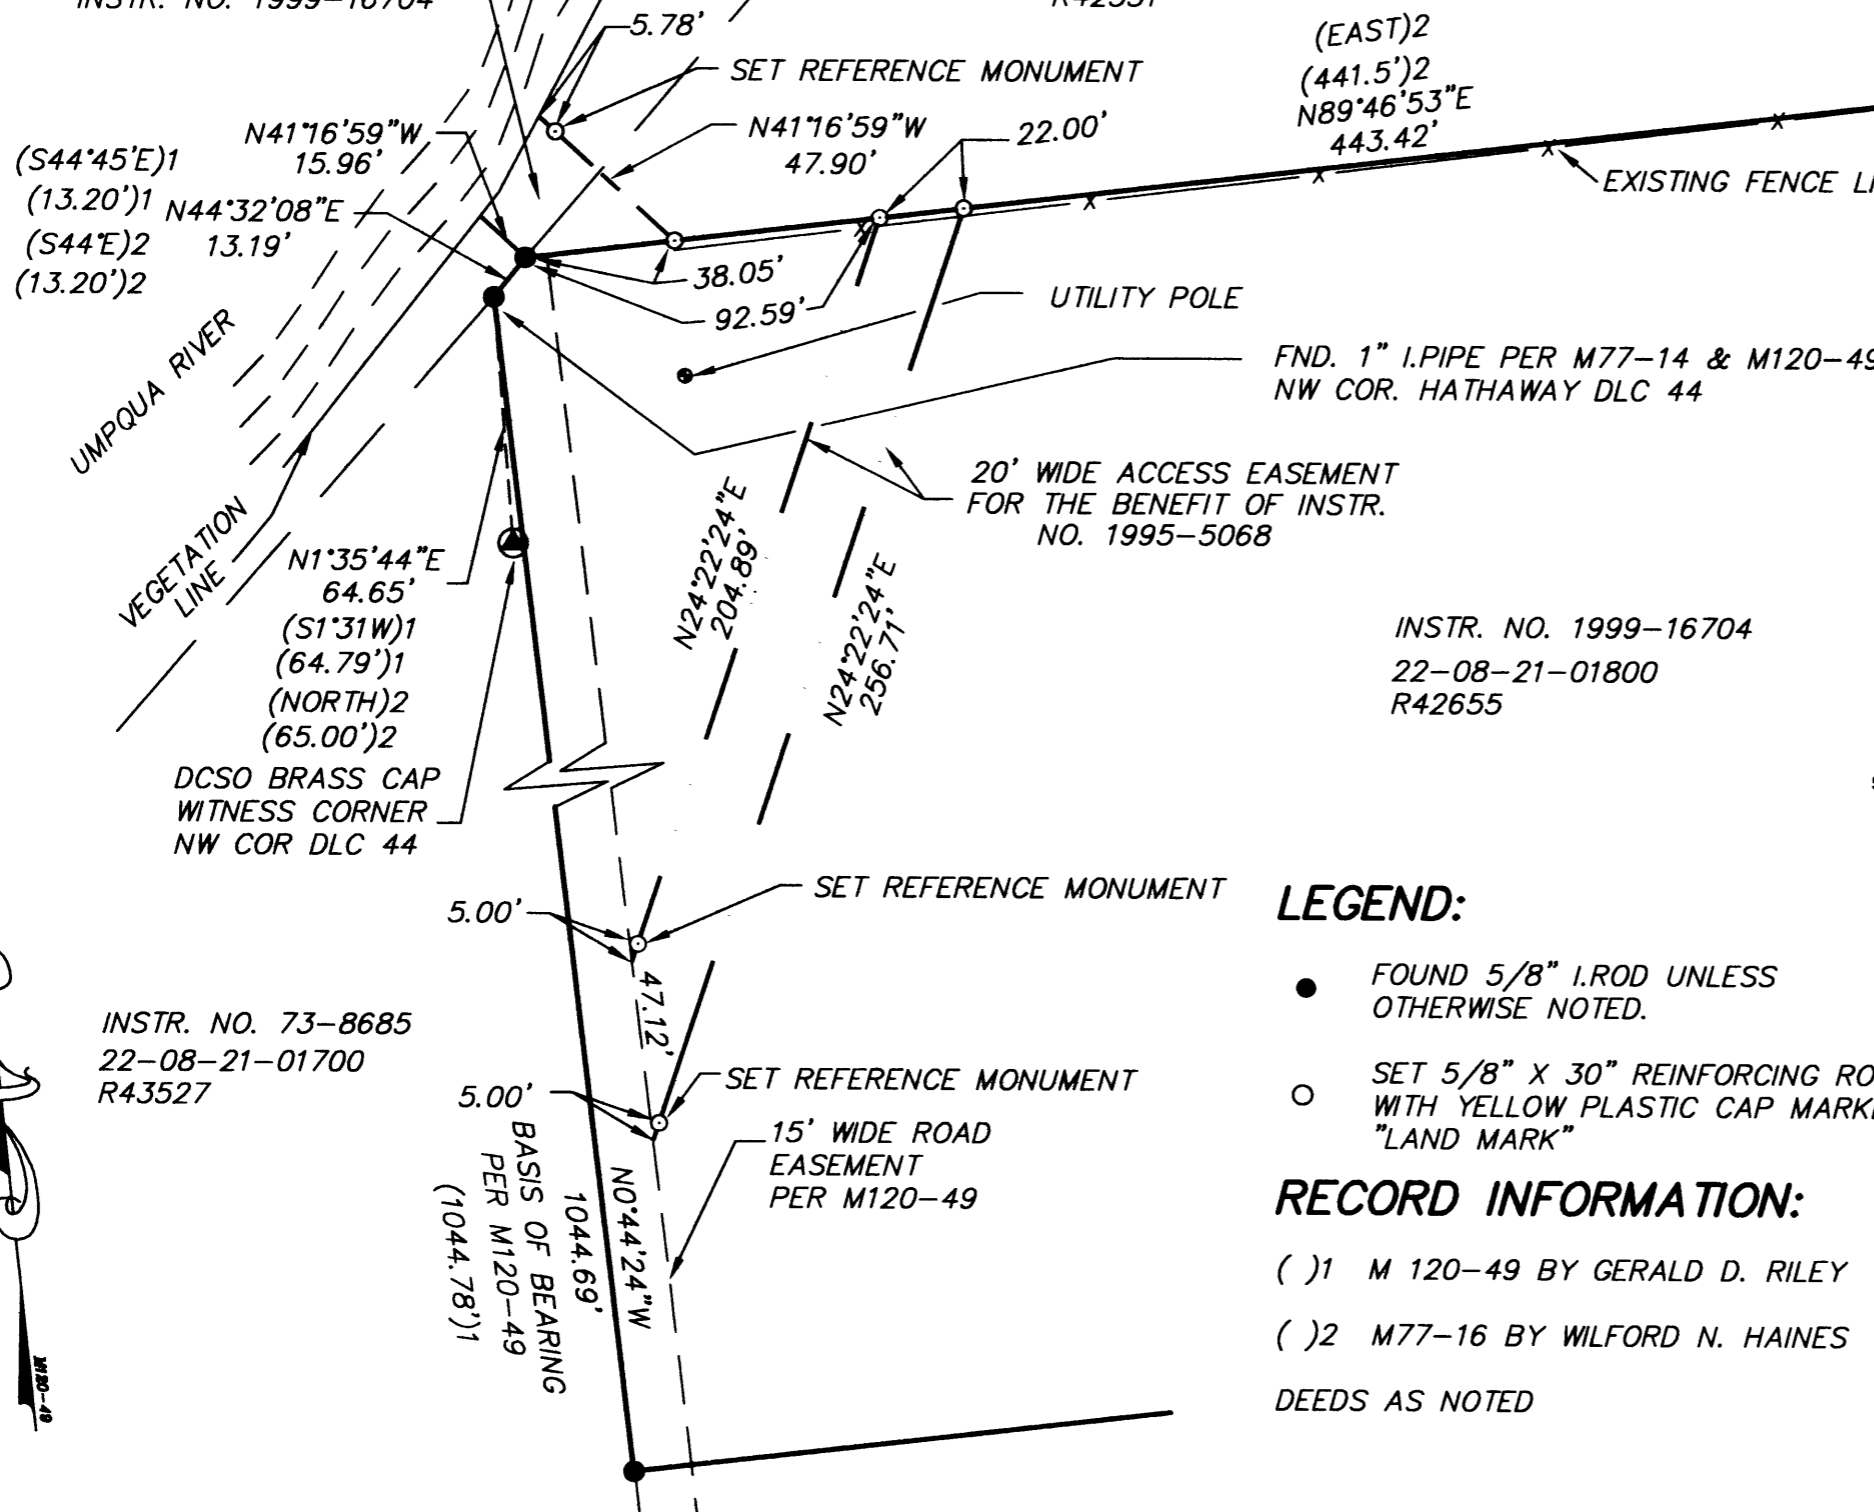 INSTR. NO. 1999-16704
5.78'
SET REFERENCE MONUMENT
(EAST)2
(441.5')2
N89°46'53"E
443.42'
N41°16'59"W
15.96'
N41°16'59"W
47.90'
22.00'
(S44°45'E)1
(13.20')1
(S44°E)2
(13.20')2
N44°32'08"E
13.19'
EXISTING FENCE
38.05'
92.59'
UTILITY POLE
UMPQUA RIVER
FND. 1" I.PIPE PER M77-14 & M120-49
NW COR. HATHAWAY DLC 44
20' WIDE ACCESS EASEMENT
FOR THE BENEFIT OF INSTR.
NO. 1995-5068
VEGETATION
LINE
N1°35'44"E
64.65'
(S1°31W)1
(64.79')1
(NORTH)2
(65.00')2
DCSO BRASS CAP
WITNESS CORNER
NW COR DLC 44
N24°22'24"E
204.89'
N24°22'24"E
256.71'
INSTR. NO. 1999-16704
22-08-21-01800
R42655
5.00'
SET REFERENCE MONUMENT
47.12'
INSTR. NO. 73-8685
22-08-21-01700
R43527
5.00'
SET REFERENCE MONUMENT
15' WIDE ROAD
EASEMENT
PER M120-49
N0°44'24"W
1044.69'
BASIS OF BEARING
PER M120-49
(1044.78')1
M120-49
LEGEND:
FOUND 5/8" I.ROD UNLESS
OTHERWISE NOTED.
SET 5/8" X 30" REINFORCING
WITH YELLOW PLASTIC CAP
"LAND MARK"
RECORD INFORMATION:
( )1 M 120-49 BY GERALD D. RILEY
( )2 M77-16 BY WILFORD N. HAINES
DEEDS AS NOTED